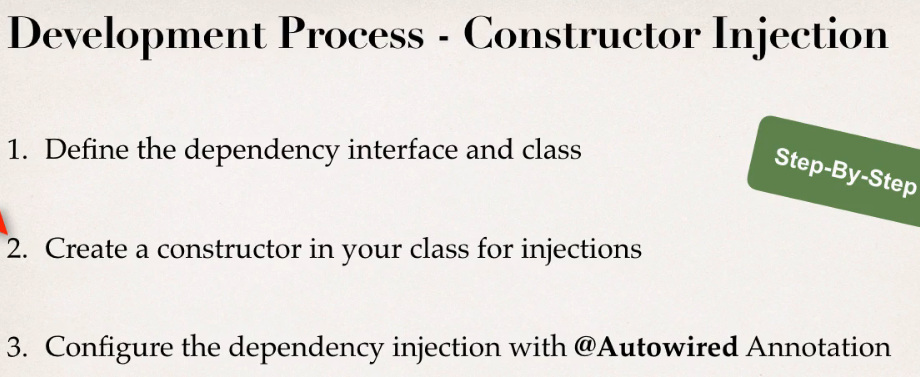 Development Process - Constructor Injection
1. Define the dependency interface and class
Step-By-Step
2. Create a constructor in your class for injections
3. Configure the dependency injection with @Autowired Annotation